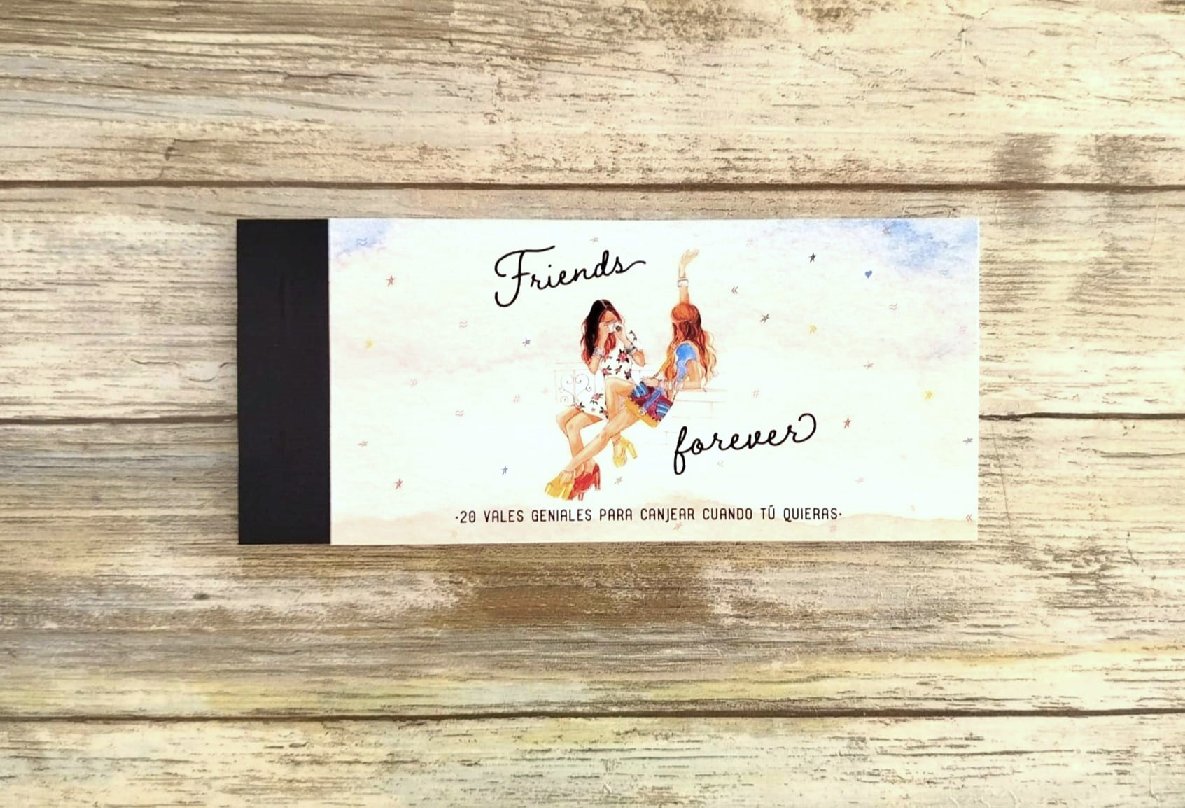 Friends
forever
·20 VALES GENIALES PARA CANJEAR CUANDO TÚ QUIERAS·